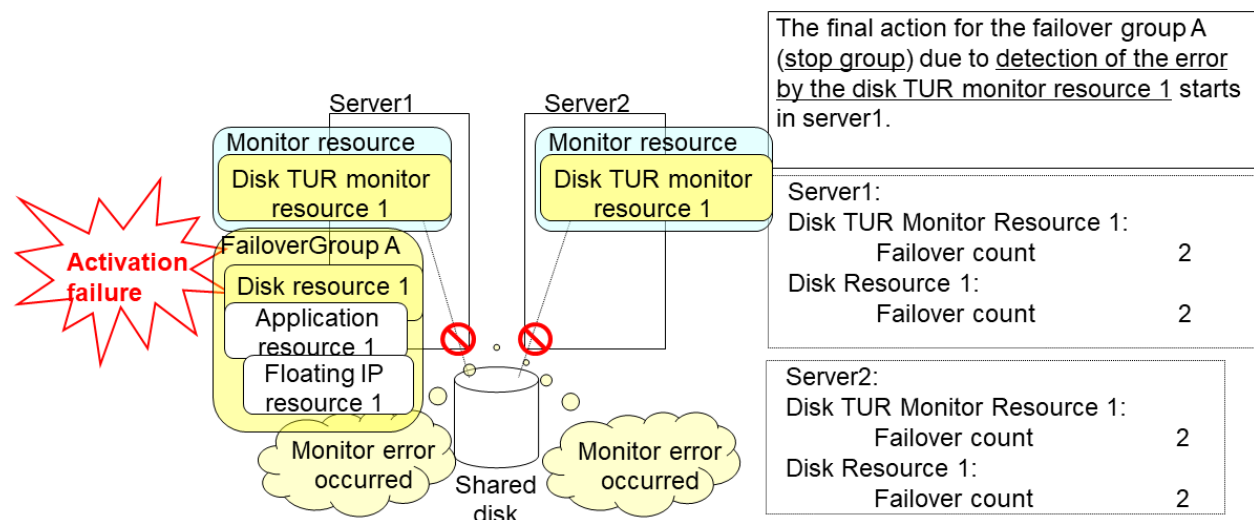 The final action for the failover group A
(stop group) due to detection of the error
by the disk TUR monitor resource 1 starts
in server1.
Server1
Server2
Monitor resource
Disk TUR monitor
resource 1
Monitor resource
Disk TUR monitor
resource 1
Activation
failure
FailoverGroup A
Disk resource 1
Application
resource 1
Floating IP
resource 1
Monitor error
occurred
Shared
disk
Monitor error
occurred
Server1:
Disk TUR Monitor Resource 1:
Failover count 2
Disk Resource 1:
Failover count 2
Server2:
Disk TUR Monitor Resource 1:
Failover count 2
Disk Resource 1:
Failover count 2